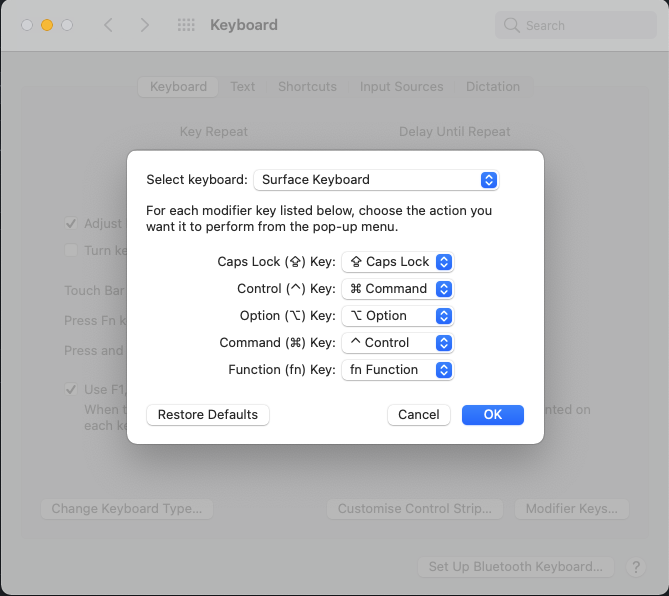 Keyboard
Search
Keyboard Text Shortcuts Input Sources Dictation
Key Repeat Delay Until Repeat
Select keyboard: Surface Keyboard
For each modifier key listed below, choose the action you
want it to perform from the pop-up menu.
Adjust
Turn ke
Touch Bar
Press Fn k
Press and
Use F1,
When t
each ke
nted on
Caps Lock (⇪) Key: ⇪ Caps Lock
Control (^) Key: ⌘ Command
Option (⌥) Key: ⌥ Option
Command (⌘) Key: ^ Control
Function (fn) Key: fn Function
Restore Defaults Cancel OK
Change Keyboard Type... Customise Control Strip... Modifier Keys...
Set Up Bluetooth Keyboard... ?